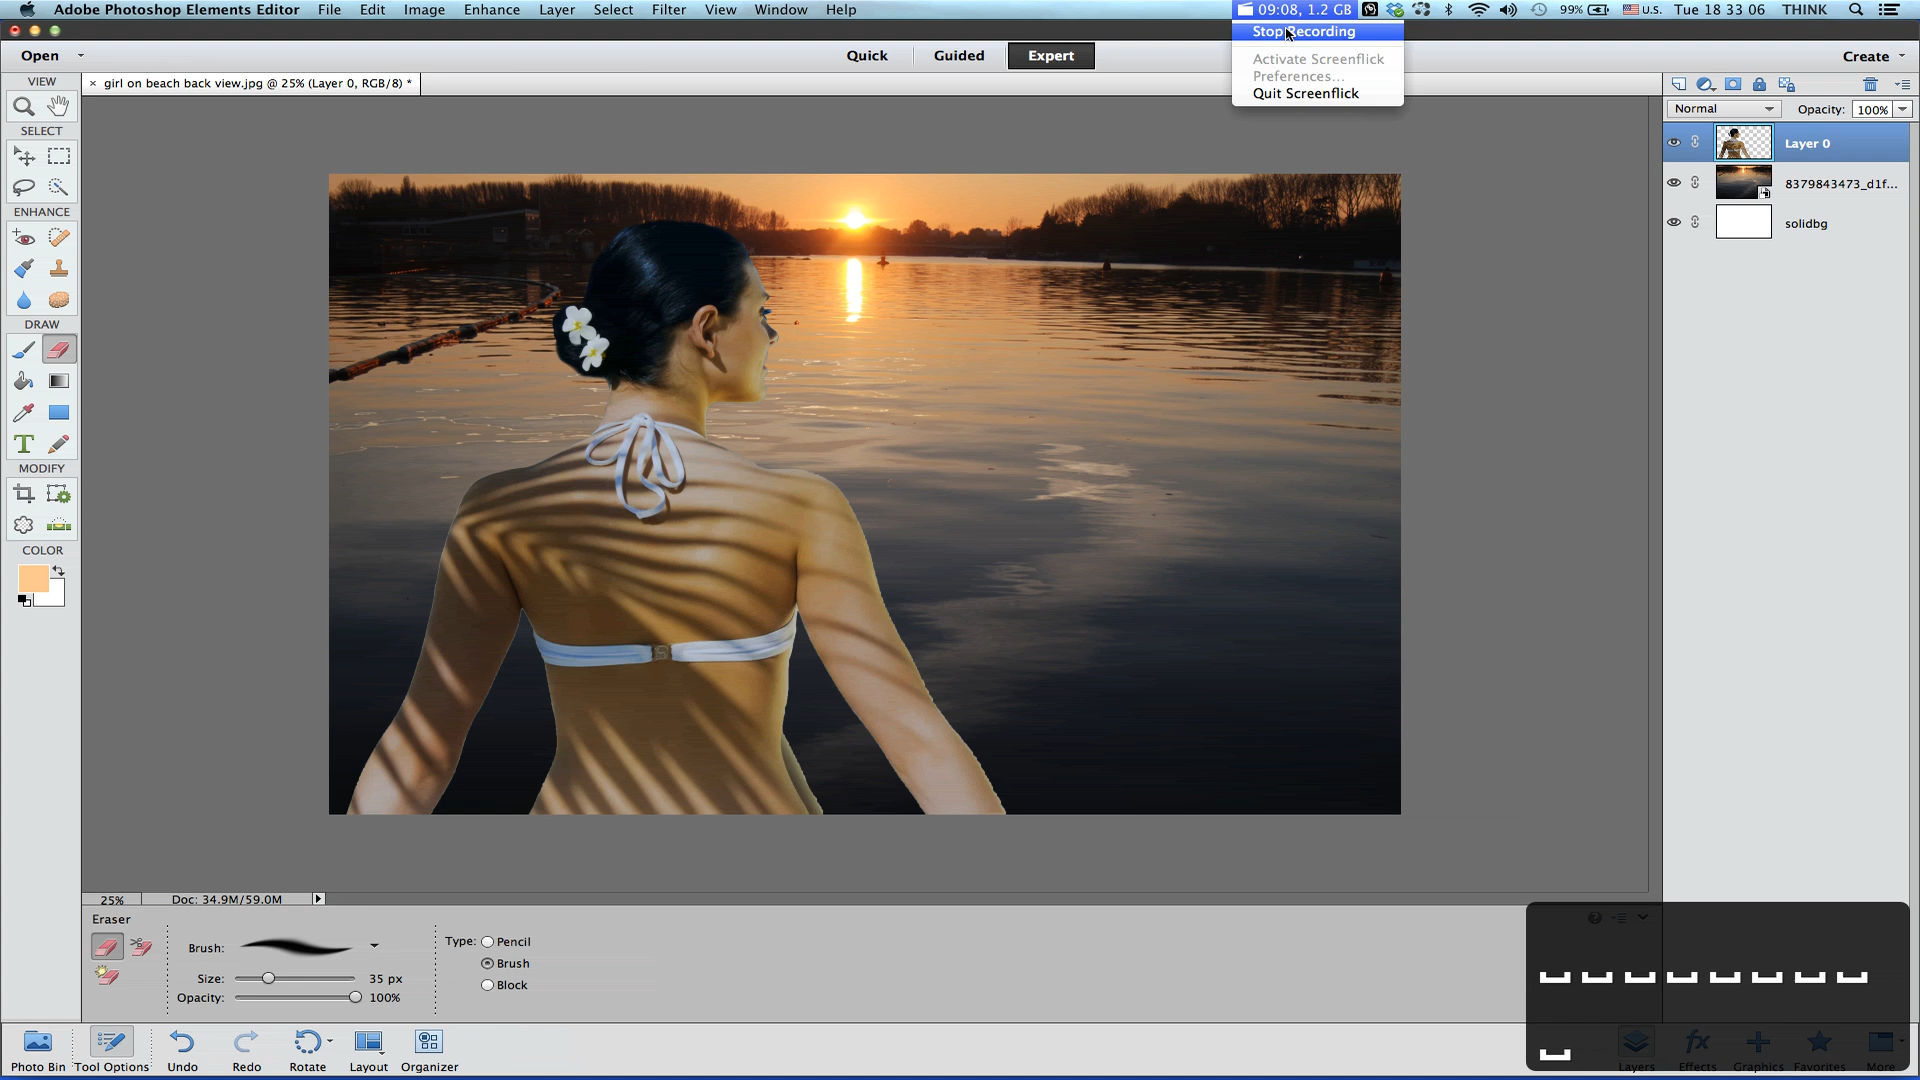 Adobe Photoshop Elements Editor File Edit Image Enhance Layer Select Filter View Window Help 09:08, 1.2 GB 99% U.S. Tue 18 33 06 THINK
Stop Recording
Activate Screenflick
Preferences...
Quit Screenflick
Open Quick Guided Expert Create
× girl on beach back view.jpg @ 25% (Layer 0, RGB/8) *
VIEW
SELECT
ENHANCE
DRAW
T
MODIFY
COLOR
Normal Opacity: 100%
Layer 0
8379843473_d1f...
solidbg
25% Doc: 34.9M/59.0M
Eraser
Brush:
Size: 35 px
Opacity: 100%
Type: Pencil
Brush
Block
Photo Bin Tool Options Undo Redo Rotate Layout Organizer
fx
Layers Effects Graphics Favorites More